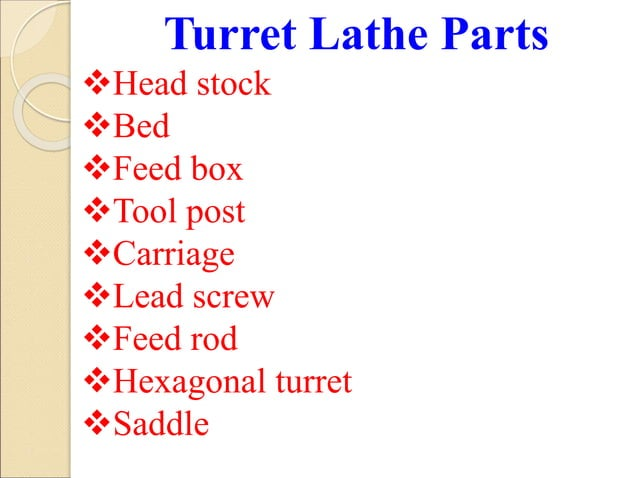 Turret Lathe Parts
❖Head stock
❖Bed
❖Feed box
❖Tool post
❖Carriage
❖Lead screw
❖Feed rod
❖Hexagonal turret
❖Saddle